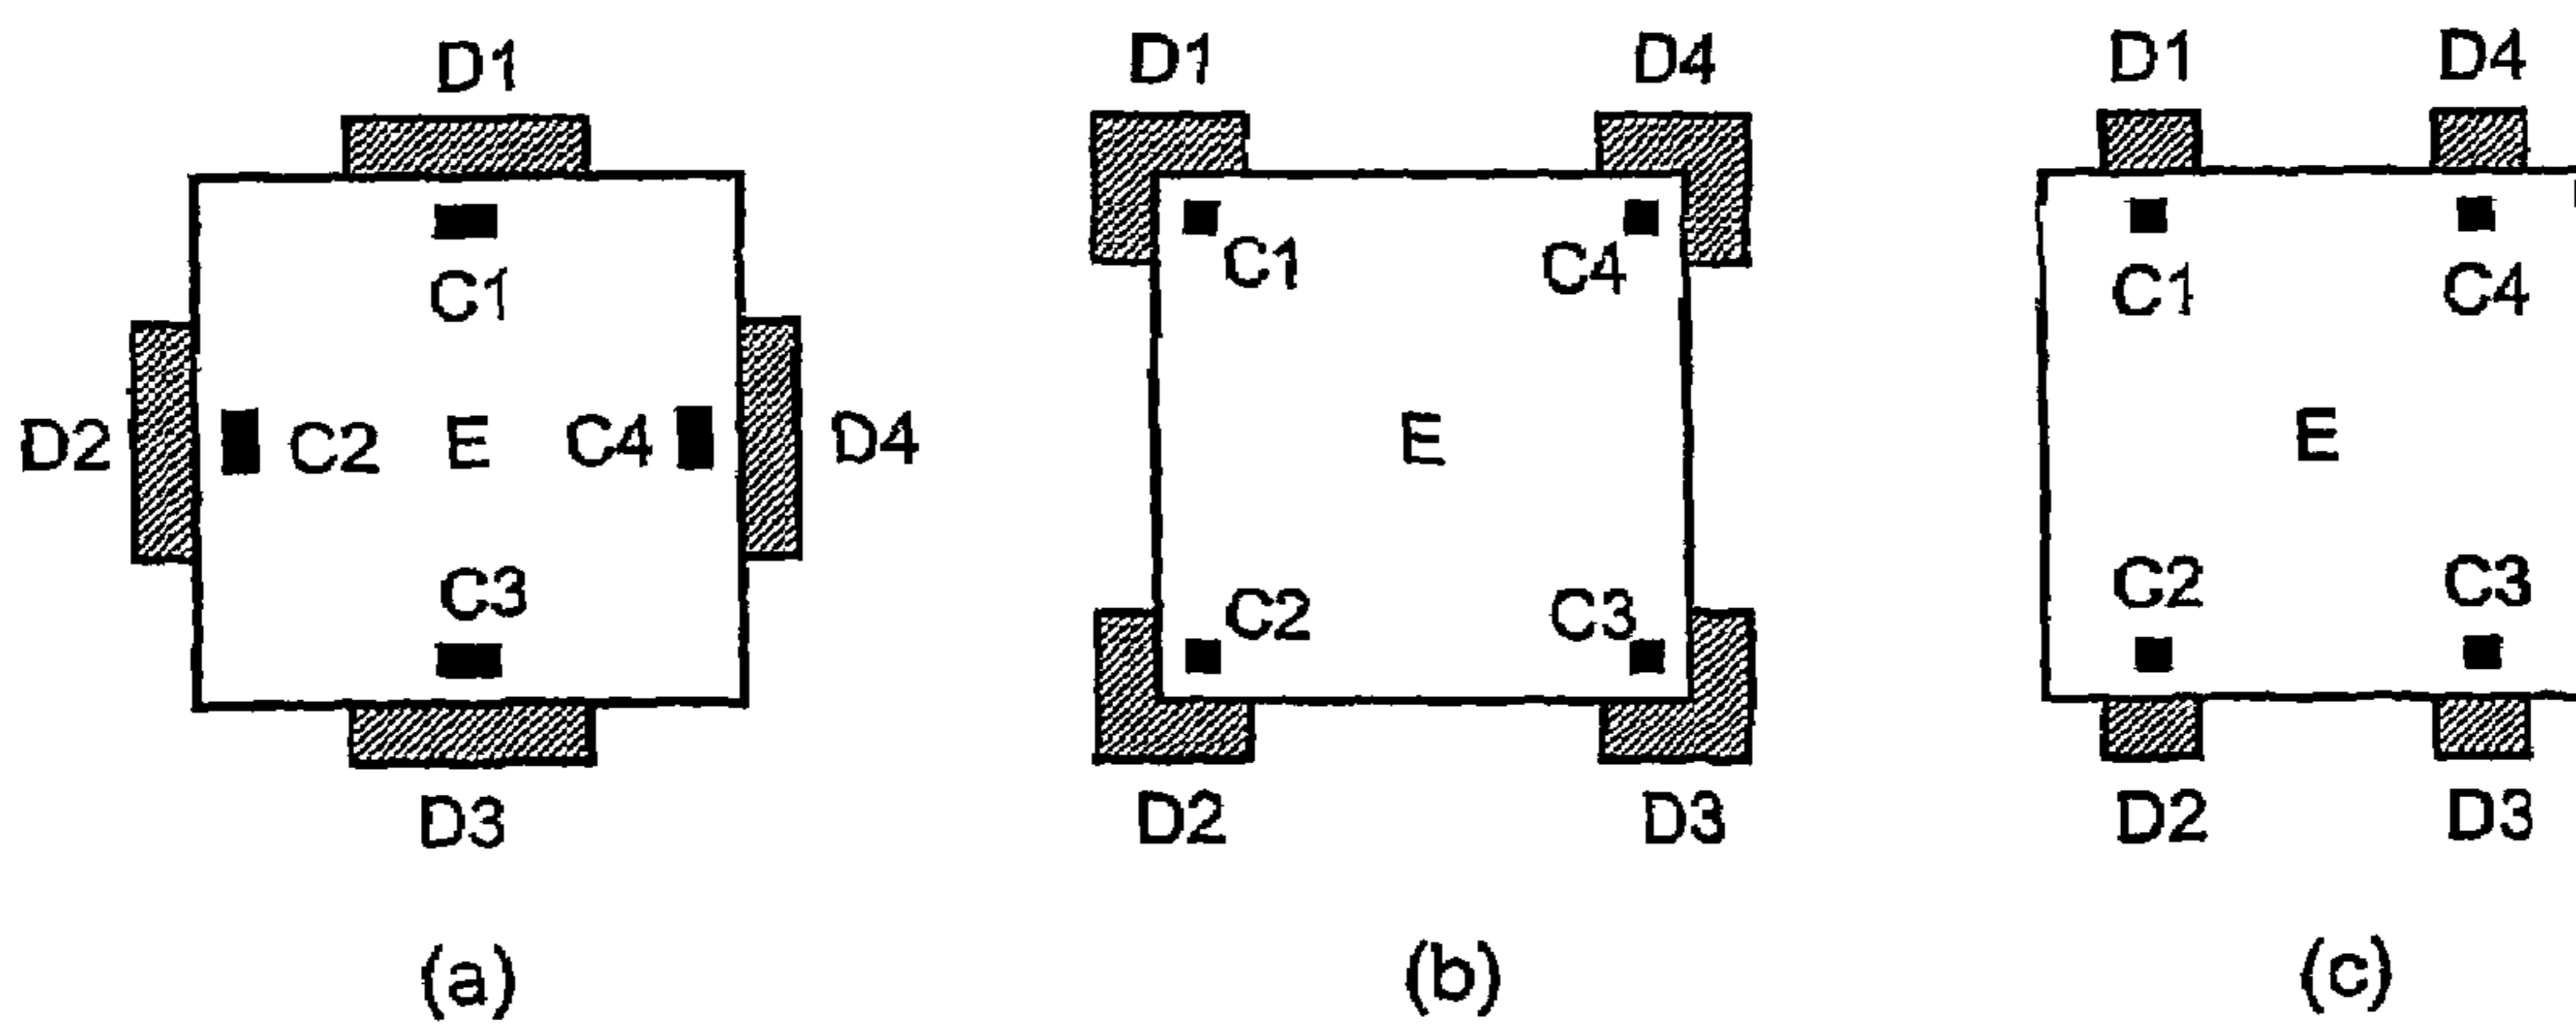 D1
C1
D2 C2 E C4 D4
C3
D3
(a)
D1 D4
C1 C4
E
C2 C3
D2 D3
(b)
D1 D4
C1 C4
E
C2 C3
D2 D3
(c)